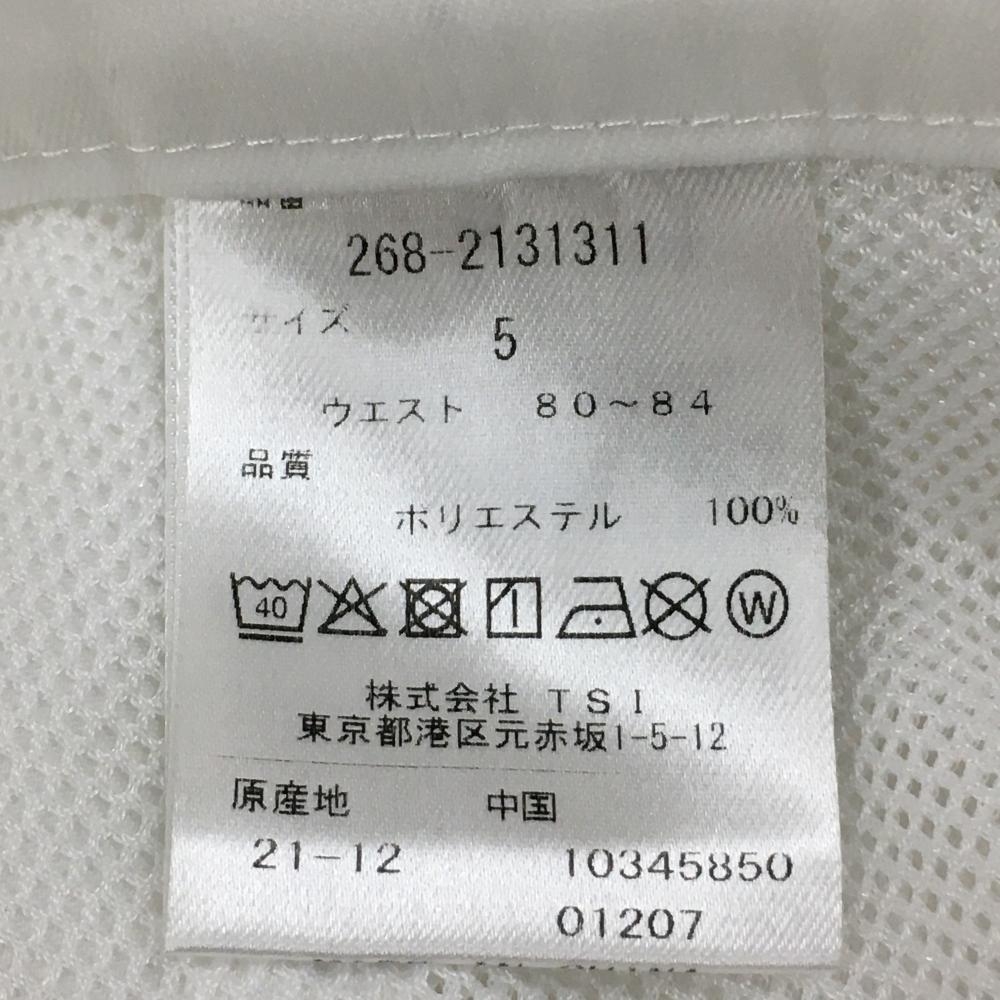 268-2131311
サイズ 5
ウエスト 80～84
品質
ポリエステル 100%
40 W
株式会社 TSI
東京都港区元赤坂1-5-12
原産地 中国
21-12 10345850
01207